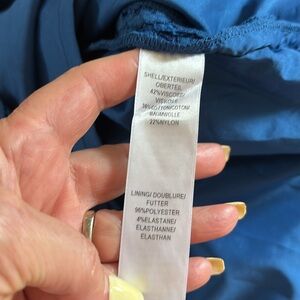 SHELL/EXTERIEUR/
OBERTEIL
42%VISCOSE/
VISKOSE
36%COTTON/COTON/
BAUMWOLLE
22%NYLON
LINING/DOUBLURE/
FUTTER
96%POLYESTER
4%ELASTANE/
ELASTHANNE/
ELASTHAN